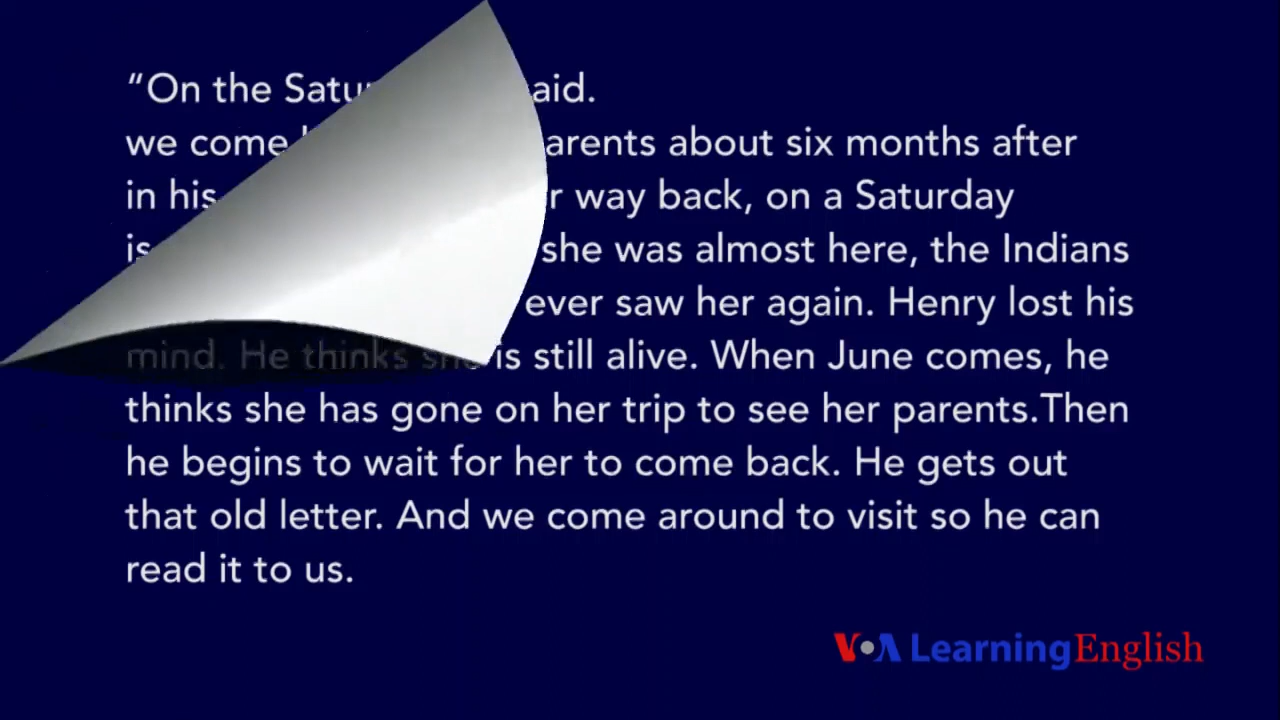 “On the aid.
we come arents about six months after
in his way back, on a Saturday
is she was almost here, the Indians
ever saw her again. Henry lost his
mind. He thinks she is still alive. When June comes, he
thinks she has gone on her trip to see her parents.Then
he begins to wait for her to come back. He gets out
that old letter. And we come around to visit so he can
read it to us.
VOA Learning English